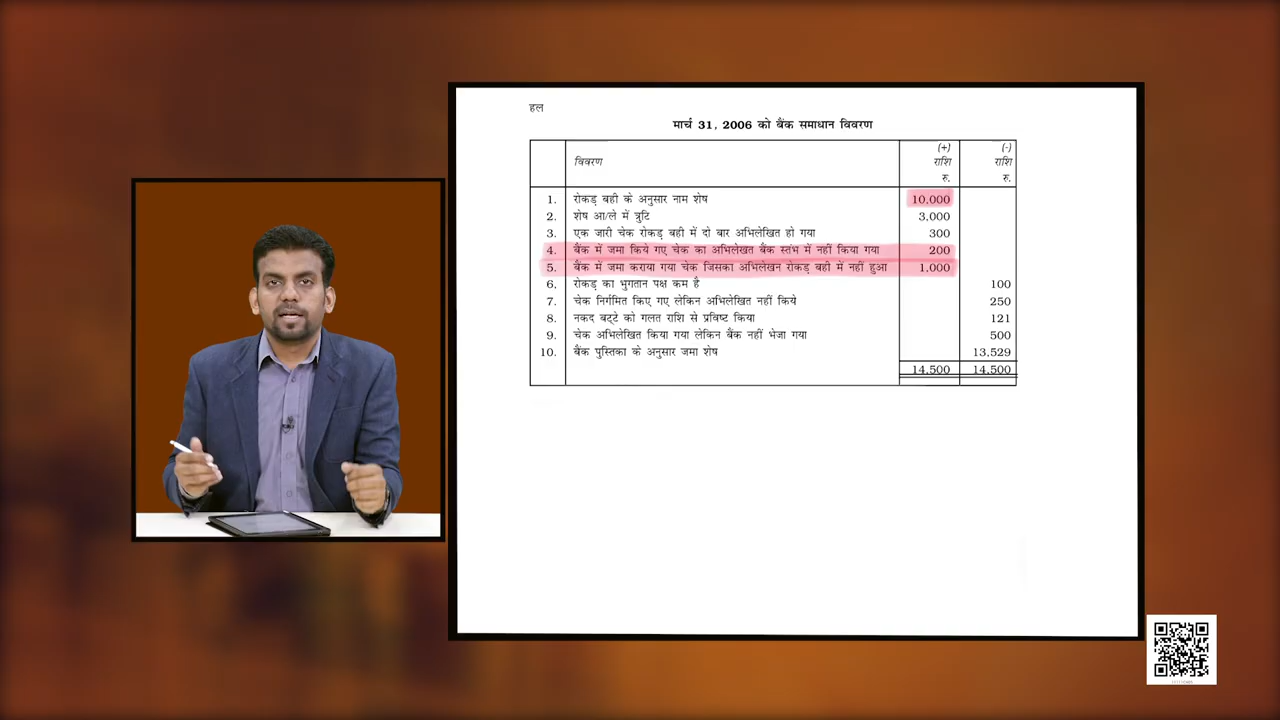 हल
मार्च 31, 2006 को बैंक समाधान विवरण
विवरण (+) राशि रु. (-) राशि रु.
1. रोकड़ बही के अनुसार नाम शेष 10,000
2. शेष आ/ले में त्रुटि 3,000
3. एक जारी चेक रोकड़ बही में दो बार अभिलेखित हो गया 300
4. बैंक में जमा किये गए चेक का अभिलेखत बैंक स्तंभ में नहीं किया गया 200
5. बैंक में जमा कराया गया चेक जिसका अभिलेखन रोकड़ बही में नहीं हुआ 1,000
6. रोकड़ का भुगतान पक्ष कम है 100
7. चेक निर्गमित किए गए लेकिन अभिलेखित नहीं किये 250
8. नकद बट्टे को गलत राशि से प्रविष्ट किया 121
9. चेक अभिलेखित किया गया लेकिन बैंक नहीं भेजा गया 500
10. बैंक पुस्तिका के अनुसार जमा शेष 13,529
14,500 14,500